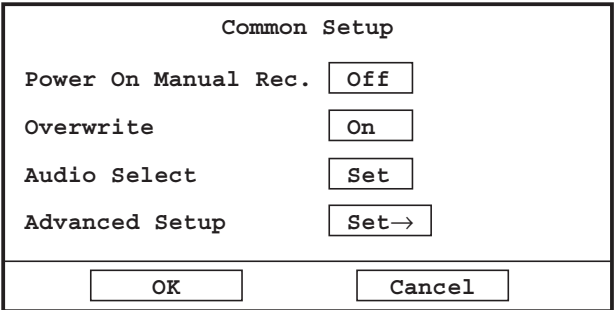 Common Setup
Power On Manual Rec. Off
Overwrite On
Audio Select Set
Advanced Setup Set→
OK Cancel